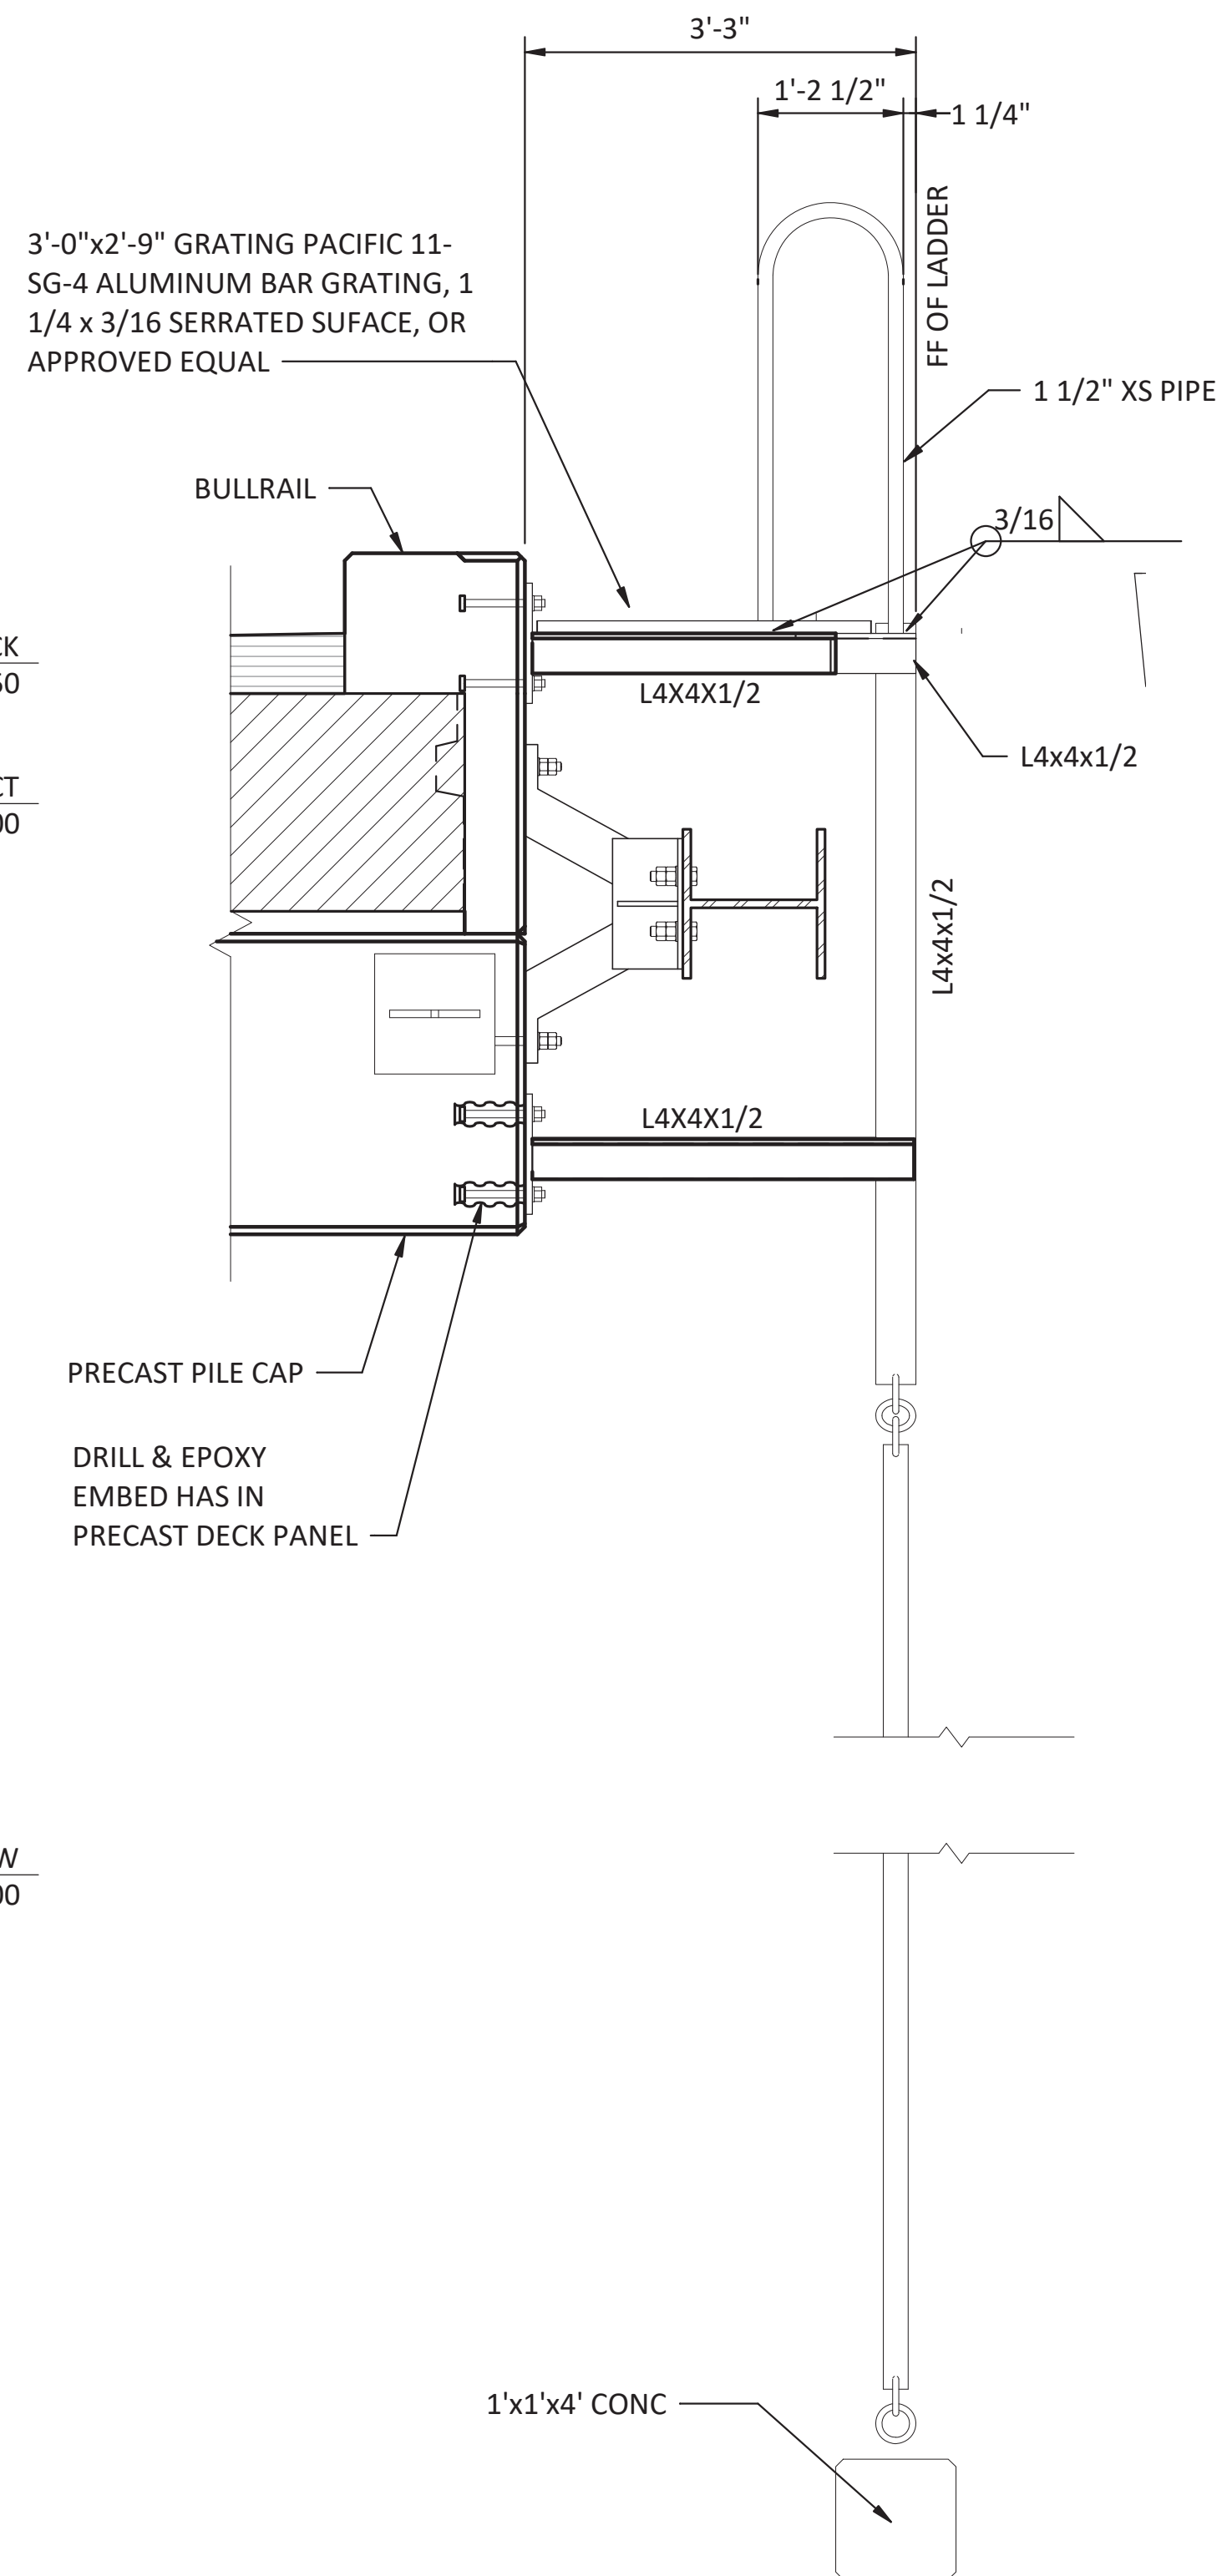 3'-3"
1'-2 1/2"
1 1/4"
FF OF LADDER
3'-0"x2'-9" GRATING PACIFIC 11-
SG-4 ALUMINUM BAR GRATING, 1
1/4 x 3/16 SERRATED SUFACE, OR
APPROVED EQUAL
1 1/2" XS PIPE
BULLRAIL
3/16
L4X4X1/2
L4x4x1/2
L4x4x1/2
L4X4X1/2
PRECAST PILE CAP
DRILL & EPOXY
EMBED HAS IN
PRECAST DECK PANEL
1'x1'x4' CONC